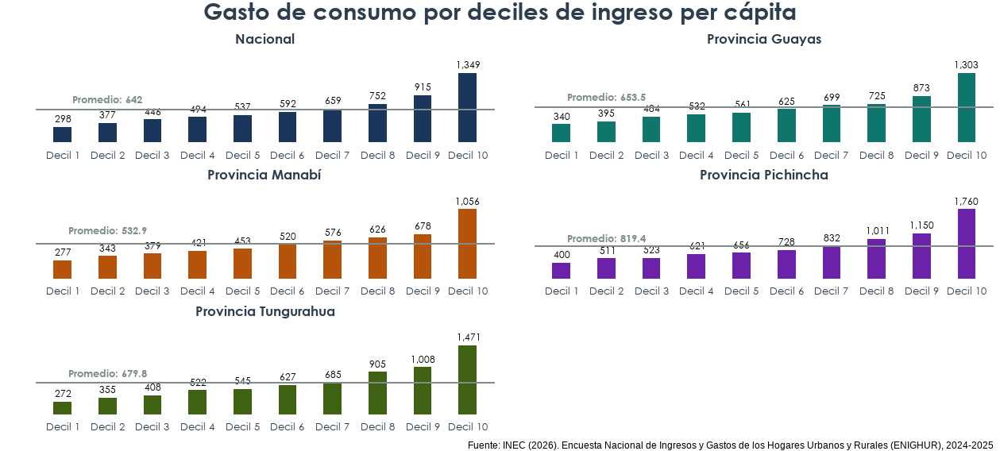 Gasto de consumo por deciles de ingreso per cápita
Nacional
1,349
915
752
659
592
537
494
446
377
298
Promedio: 642
Decil 1 Decil 2 Decil 3 Decil 4 Decil 5 Decil 6 Decil 7 Decil 8 Decil 9 Decil 10
Provincia Guayas
1,303
873
725
699
625
561
532
484
395
340
Promedio: 653.5
Decil 1 Decil 2 Decil 3 Decil 4 Decil 5 Decil 6 Decil 7 Decil 8 Decil 9 Decil 10
Provincia Manabí
1,056
678
626
576
520
453
421
379
343
277
Promedio: 532.9
Decil 1 Decil 2 Decil 3 Decil 4 Decil 5 Decil 6 Decil 7 Decil 8 Decil 9 Decil 10
Provincia Pichincha
1,760
1,150
1,011
832
728
656
621
523
511
400
Promedio: 819.4
Decil 1 Decil 2 Decil 3 Decil 4 Decil 5 Decil 6 Decil 7 Decil 8 Decil 9 Decil 10
Provincia Tungurahua
1,471
1,008
905
685
627
545
522
408
355
272
Promedio: 679.8
Decil 1 Decil 2 Decil 3 Decil 4 Decil 5 Decil 6 Decil 7 Decil 8 Decil 9 Decil 10
Fuente: INEC (2026). Encuesta Nacional de Ingresos y Gastos de los Hogares Urbanos y Rurales (ENIGHUR), 2024-2025